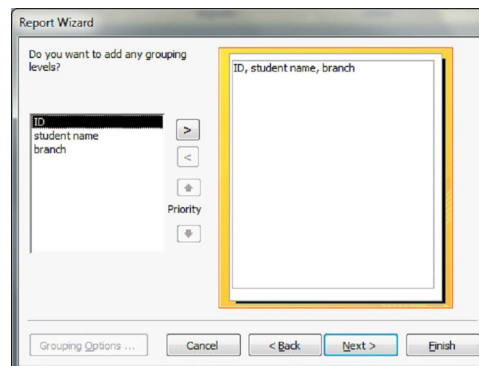 Report Wizard
Do you want to add any grouping
levels?
ID, student name, branch
ID
student name
branch
>
<
Priority
Grouping Options ...
Cancel
< Back
Next >
Finish